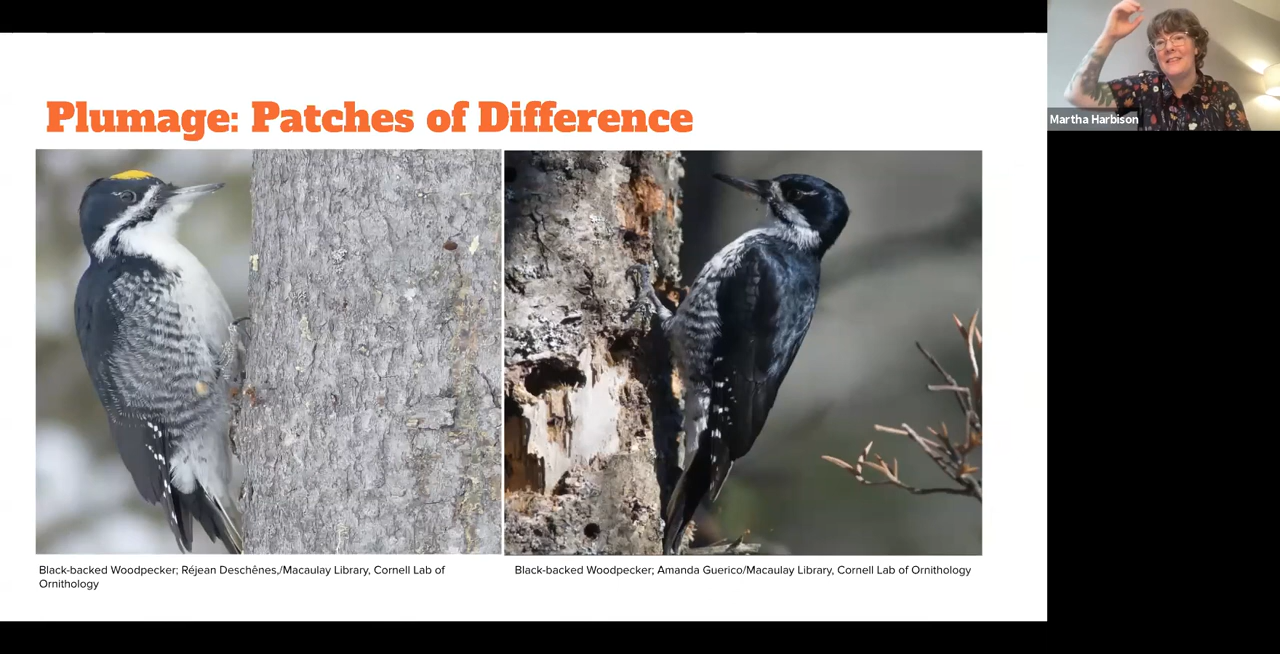 Plumage: Patches of Difference
Martha Harbison
Black-backed Woodpecker; Réjean Deschênes,/Macaulay Library, Cornell Lab of
Ornithology
Black-backed Woodpecker; Amanda Guerico/Macaulay Library, Cornell Lab of Ornithology